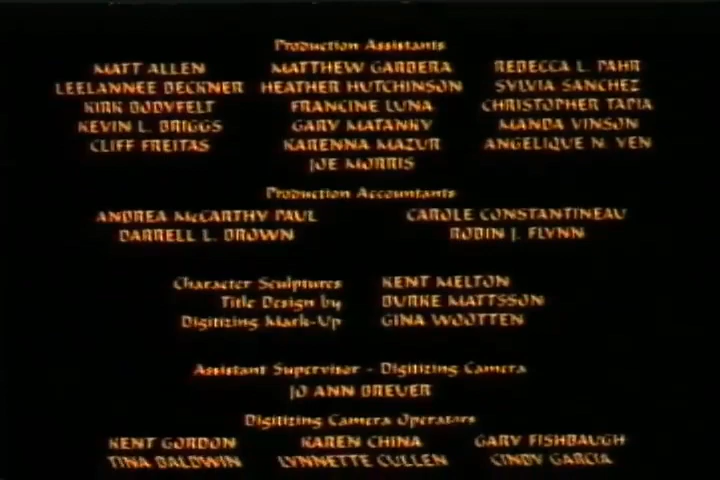 Production Assistants
MATT ALLEN MATTHEW GARBERA REBECCA L. PAHR
LEELANNEE BECKNER HEATHER HUTCHINSON SYLVIA SANCHEZ
KIRK BODYFELT FRANCINE LUNA CHRISTOPHER TAPIA
KEVIN L. BRIGGS GARY MATANKY MANDA VINSON
CLIFF FREITAS KARENNA MAZUR ANGELIQUE N. YEN
JOE MORRIS
Production Accountants
ANDREA McCARTHY PAUL CAROLE CONSTANTINEAU
DARRELL L. BROWN ROBIN J. FLYNN
Character Sculptures KENT MELTON
Title Design by BURKE MATTSSON
Digitizing Mark-Up GINA WOOTTEN
Assistant Supervisor - Digitizing Camera
JO ANN BREUER
Digitizing Camera Operators
KENT GORDON KAREN CHINA GARY FISHBAUGH
TINA BALDWIN LYNNETTE CULLEN CINDY GARCIA